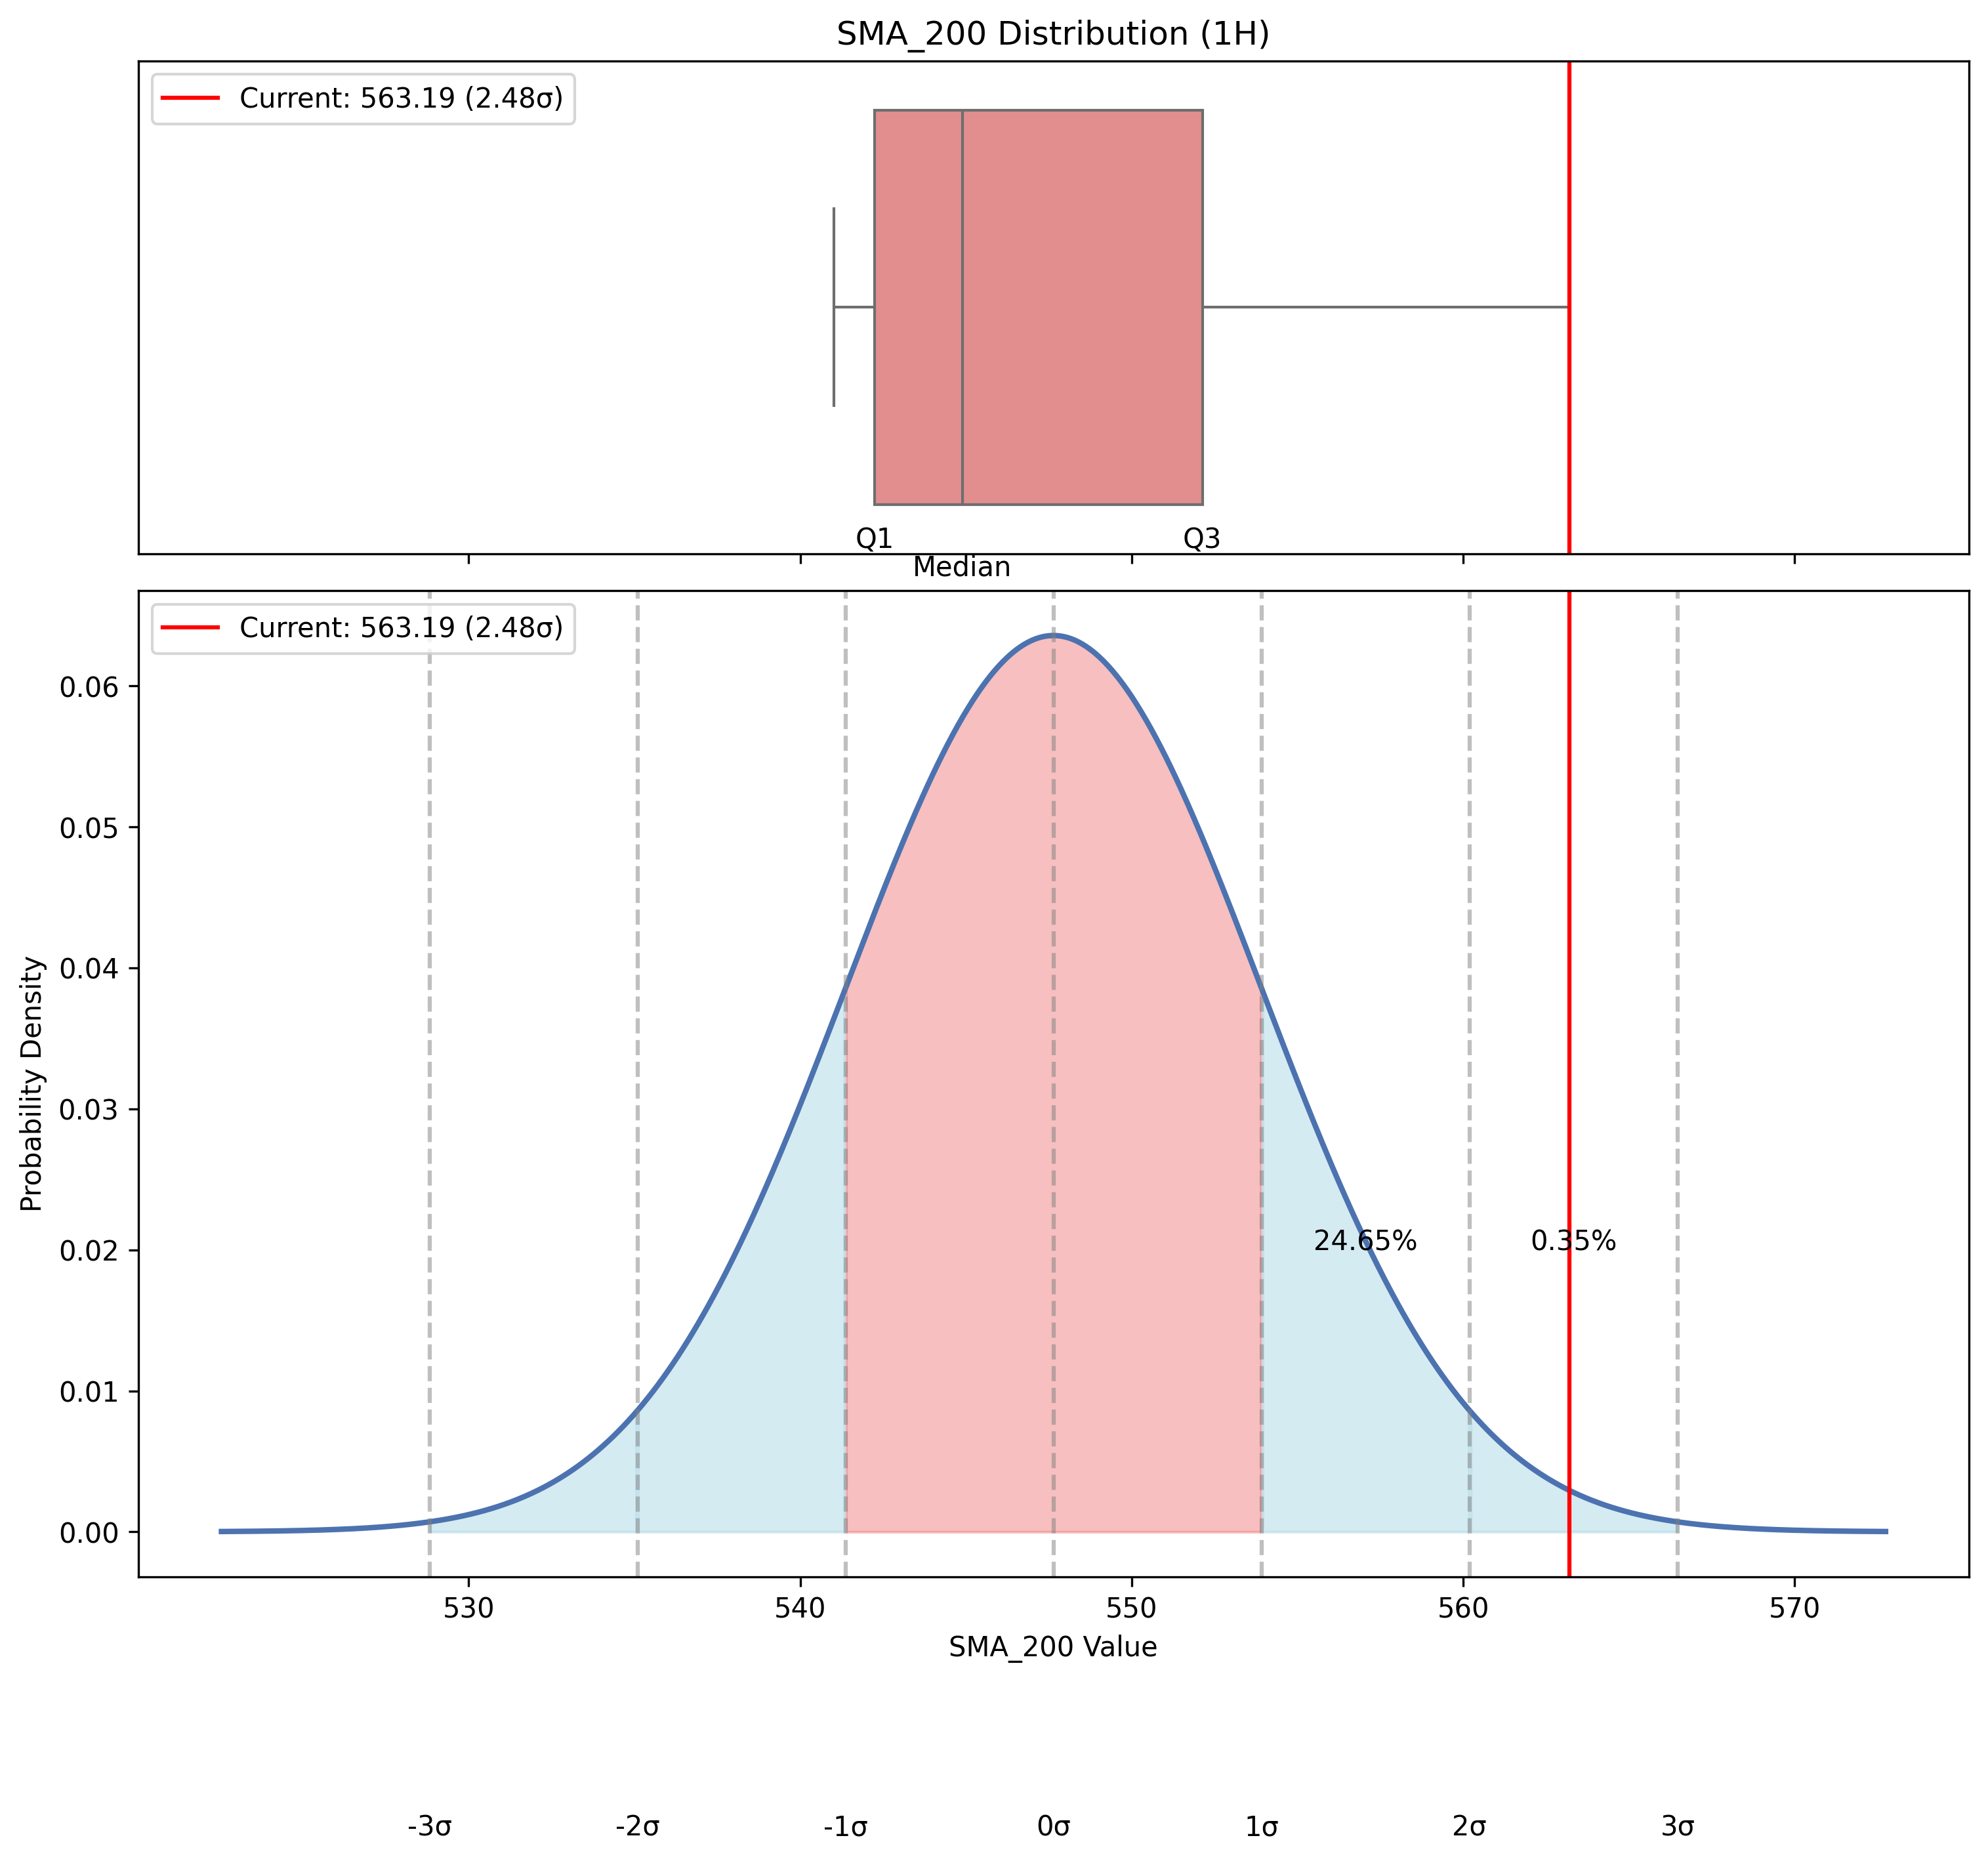 SMA_200 Distribution (1H)
Current: 563.19 (2.48σ)
Q1
Q3
Median
Current: 563.19 (2.48σ)
0.06
0.05
0.04
0.03
0.02
0.01
0.00
Probability Density
24.65%
0.35%
530
540
550
560
570
SMA_200 Value
-3σ
-2σ
-1σ
0σ
1σ
2σ
3σ